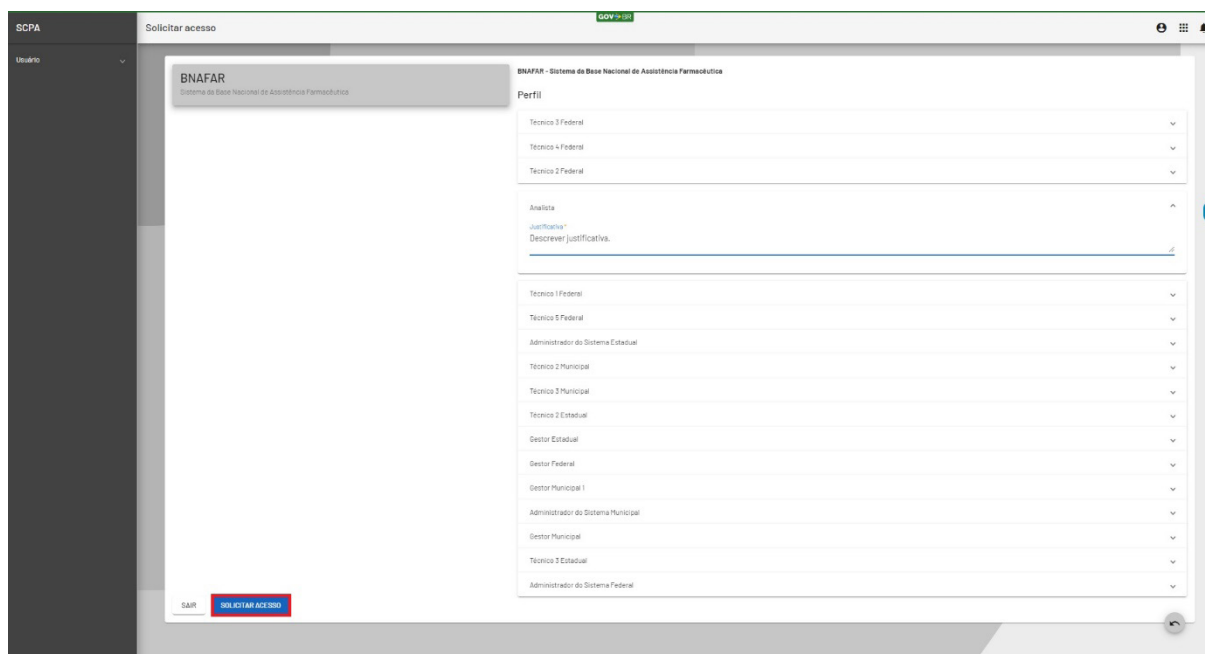 SCPA
Solicitar acesso
GOV BR
Usuário
BNAFAR
Sistema da Base Nacional de Assistência Farmacêutica
BNAFAR - Sistema da Base Nacional de Assistência Farmacêutica
Perfil
Técnico 3 Federal
Técnico 4 Federal
Técnico 2 Federal
Analista
Justificativa *
Descrever justificativa.
Técnico 1 Federal
Técnico 5 Federal
Administrador do Sistema Estadual
Técnico 2 Municipal
Técnico 3 Municipal
Técnico 2 Estadual
Gestor Estadual
Gestor Federal
Gestor Municipal 1
Administrador do Sistema Municipal
Gestor Municipal
Técnico 3 Estadual
Administrador do Sistema Federal
SAIR
SOLICITAR ACESSO